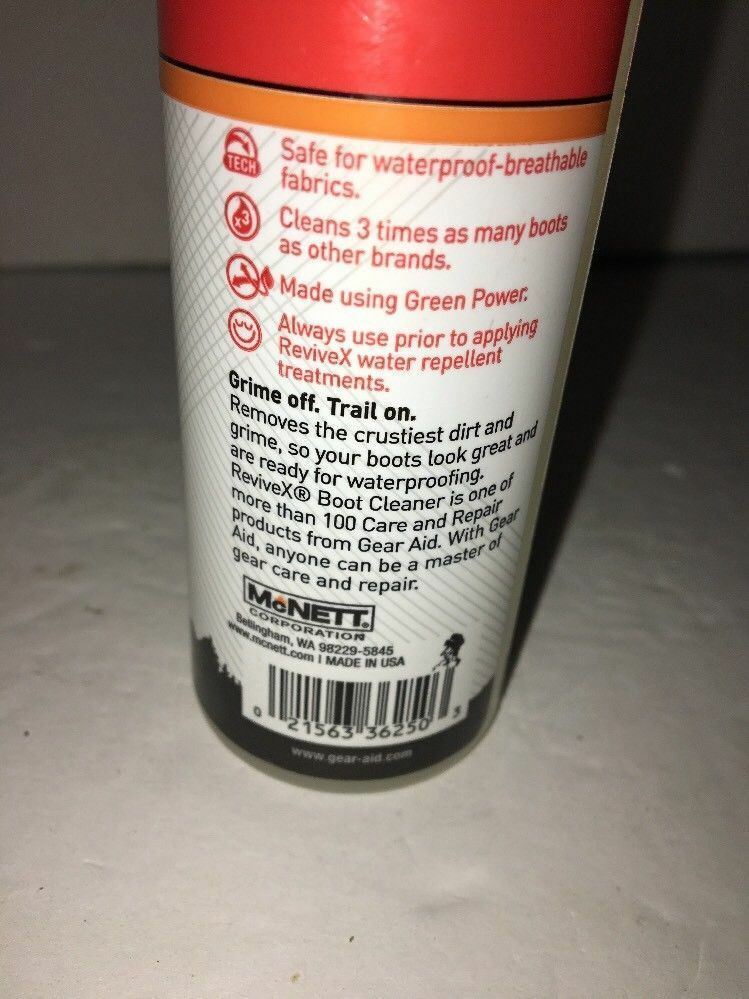 TECH
Safe for waterproof-breathable
fabrics.
x3
Cleans 3 times as many boots
as other brands.
Made using Green Power.
Always use prior to applying
ReviveX water repellent
treatments.
Grime off. Trail on.
Removes the crustiest dirt and
grime, so your boots look great and
are ready for waterproofing.
ReviveX® Boot Cleaner is one of
more than 100 Care and Repair
products from Gear Aid. With Gear
Aid, anyone can be a master of
gear care and repair.
McNETT®
CORPORATION
Bellingham, WA 98229-5845
www.mcnett.com | MADE IN USA
0 21563 36250 3
www.gear-aid.com